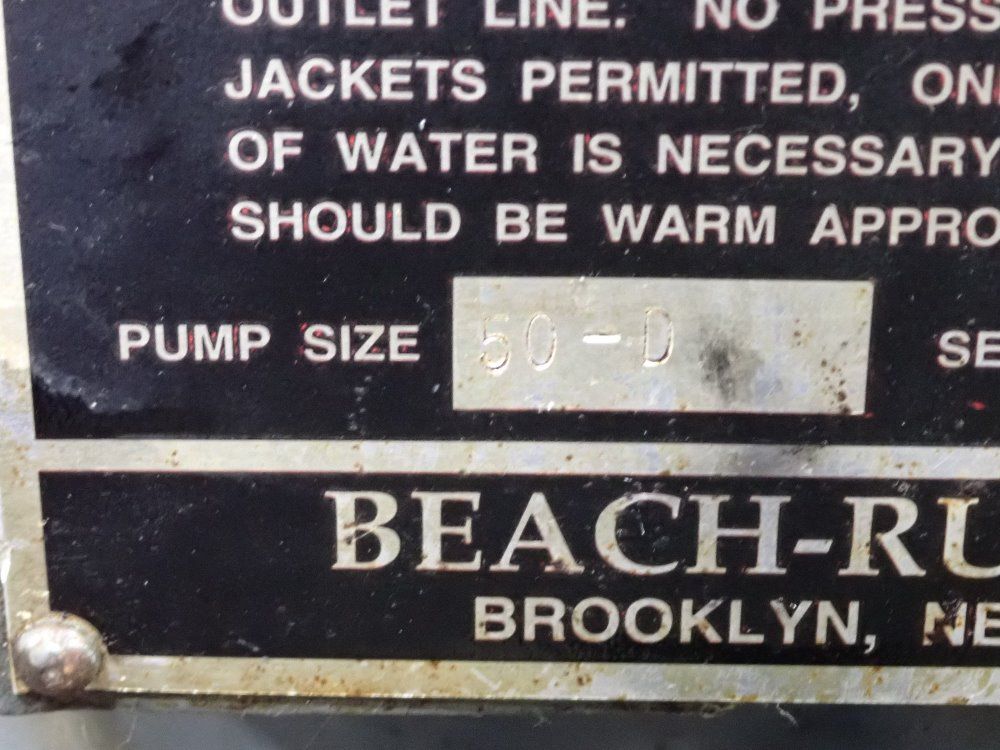 OUTLET LINE. NO PRESS
JACKETS PERMITTED, ON
OF WATER IS NECESSARY
SHOULD BE WARM APPRO
PUMP SIZE 50-D SE
BEACH-RU
BROOKLYN, NE